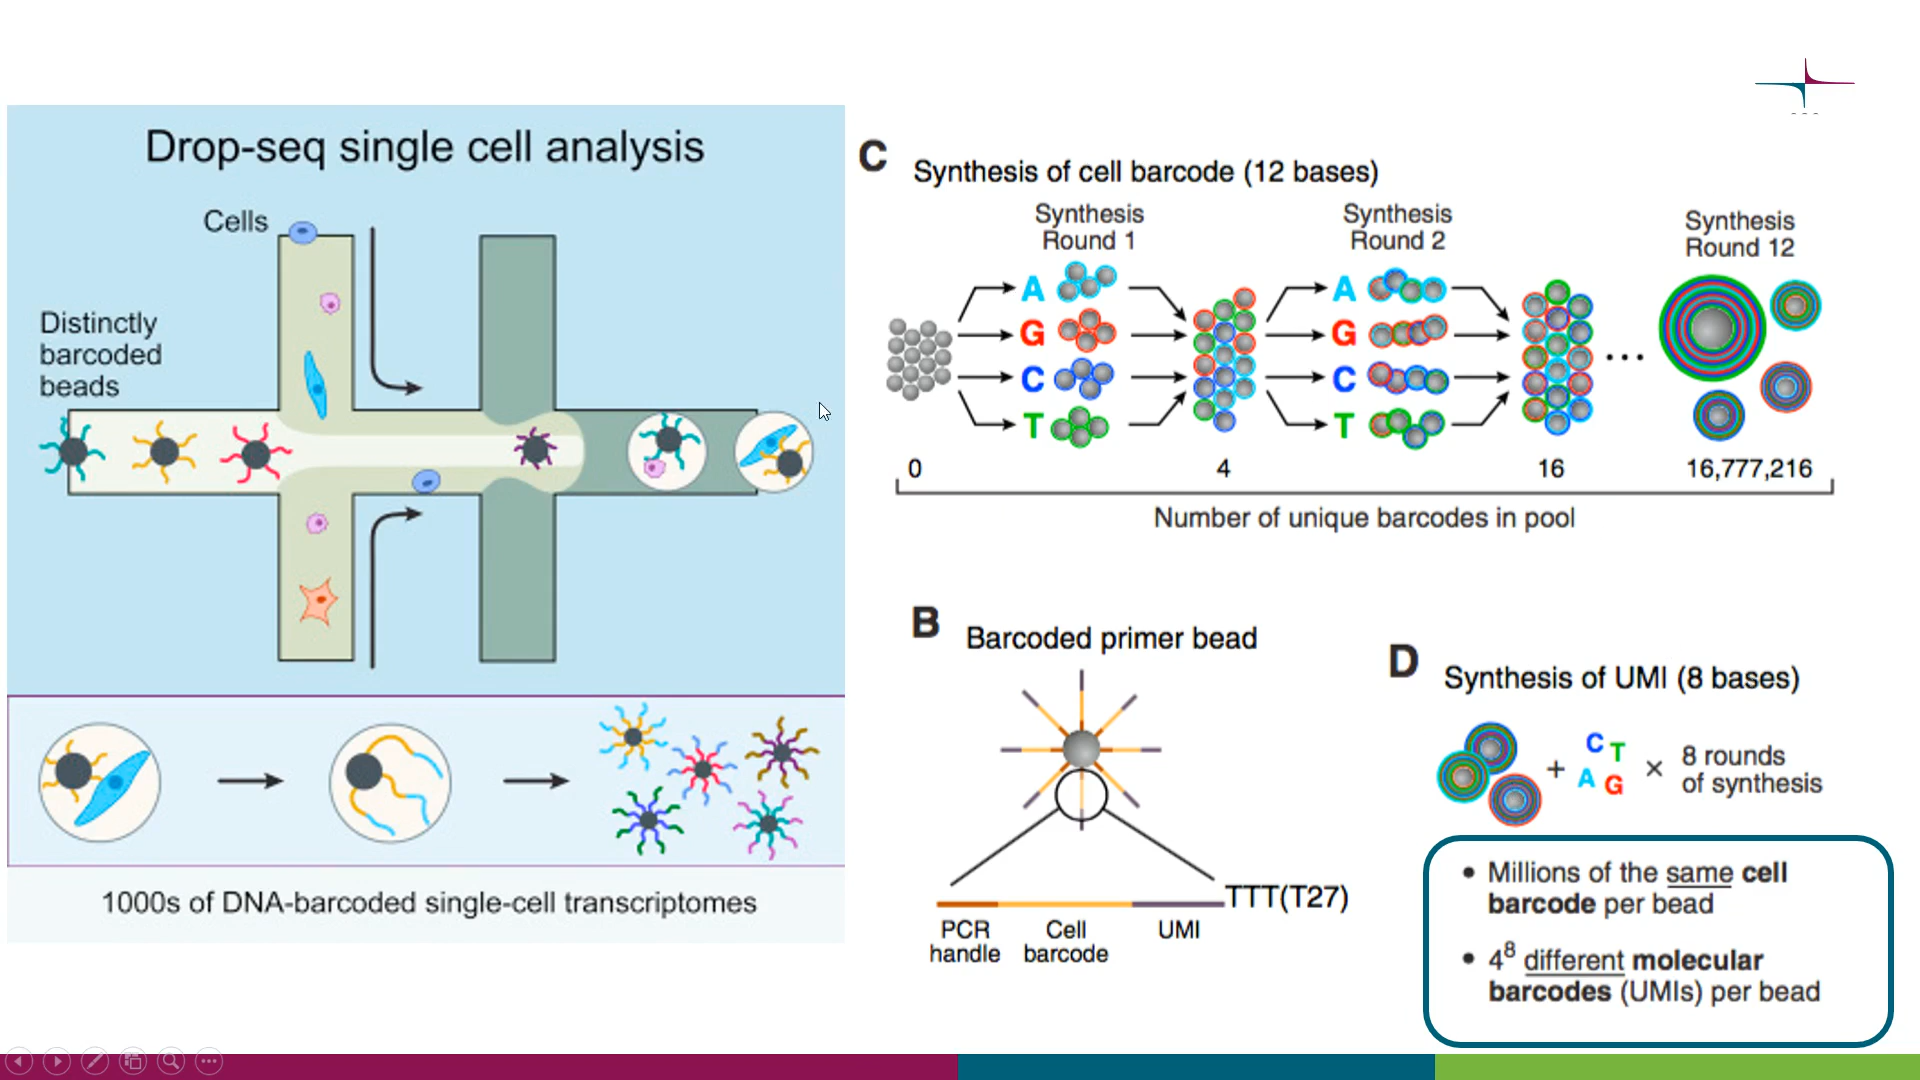 Drop-seq single cell analysis
Cells
Distinctly
barcoded
beads
1000s of DNA-barcoded single-cell transcriptomes
C
Synthesis of cell barcode (12 bases)
Synthesis
Round 1
Synthesis
Round 2
Synthesis
Round 12
A
A
G
G
C
C
...
T
T
0
4
16
16,777,216
Number of unique barcodes in pool
B
Barcoded primer bead
TTT(T27)
PCR
handle
Cell
barcode
UMI
D
Synthesis of UMI (8 bases)
+
C T
A G
×
8 rounds
of synthesis
• Millions of the same cell
barcode per bead
• 4⁸ different molecular
barcodes (UMIs) per bead